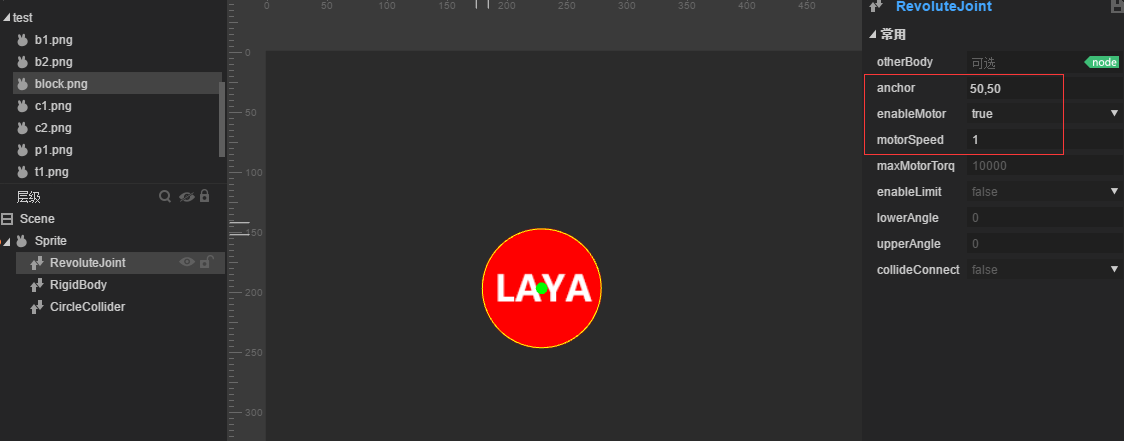 test
b1.png
b2.png
block.png
c1.png
c2.png
p1.png
t1.png
层级
Scene
Sprite
RevoluteJoint
RigidBody
CircleCollider
0 50 100 150 200 250 300 350 400 450
0
50
100
150
200
250
300
LAYA
RevoluteJoint
常用
otherBody 可选 node
anchor 50,50
enableMotor true
motorSpeed 1
maxMotorTorq 10000
enableLimit false
lowerAngle 0
upperAngle 0
collideConnect false